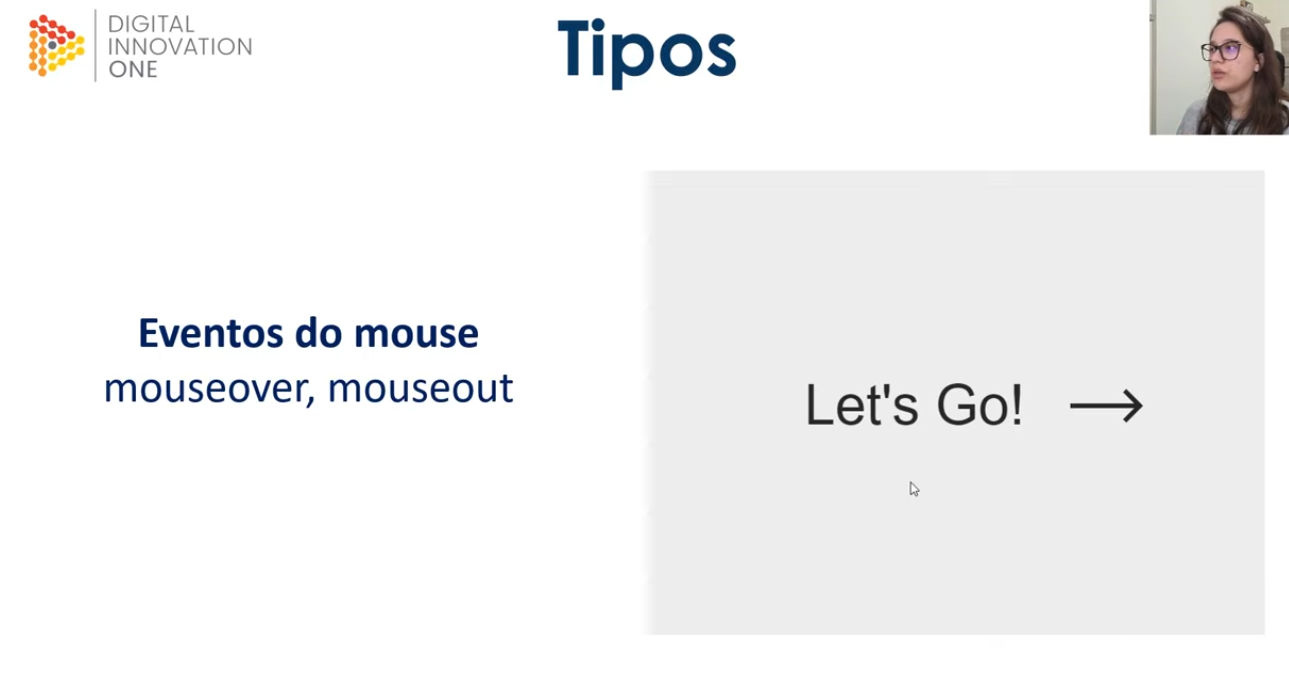 DIGITAL
INNOVATION
ONE
Tipos
Eventos do mouse
mouseover, mouseout
Let's Go!